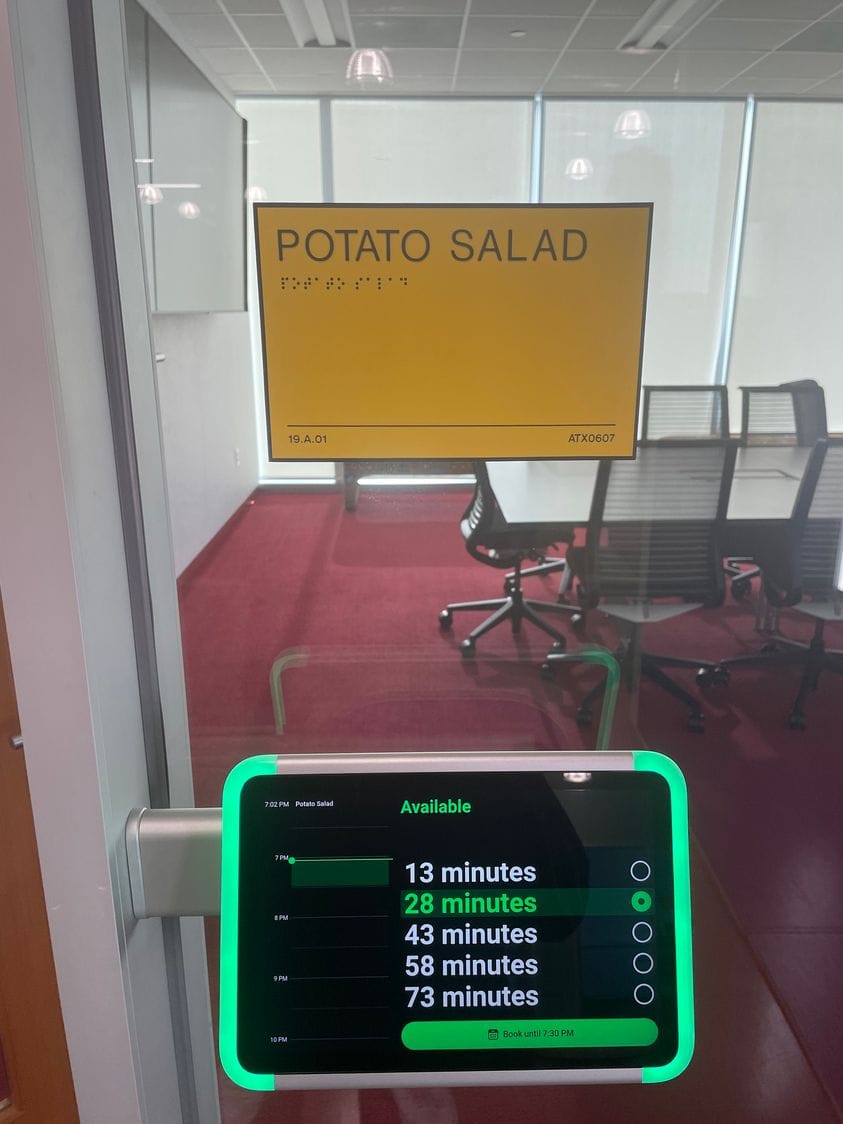 POTATO SALAD
⠏⠕⠞⠁⠞⠕ ⠎⠁⠇⠁⠙
19.A.01 ATX0607
7:02 PM Potato Salad
Available
7 PM
8 PM
9 PM
10 PM
13 minutes
28 minutes
43 minutes
58 minutes
73 minutes
Book until 7:30 PM